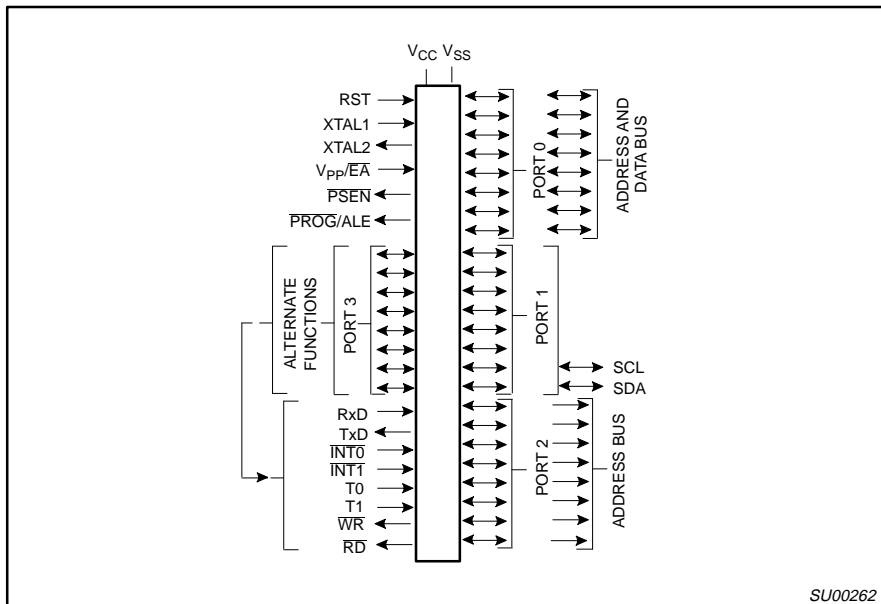 VCC VSS
RST
XTAL1
XTAL2
VPP/EA
PSEN
PROG/ALE
PORT 0
ADDRESS AND
DATA BUS
ALTERNATE
FUNCTIONS
PORT 3
PORT 1
SCL
SDA
RxD
TxD
INT0
INT1
T0
T1
WR
RD
PORT 2
ADDRESS BUS
SU00262